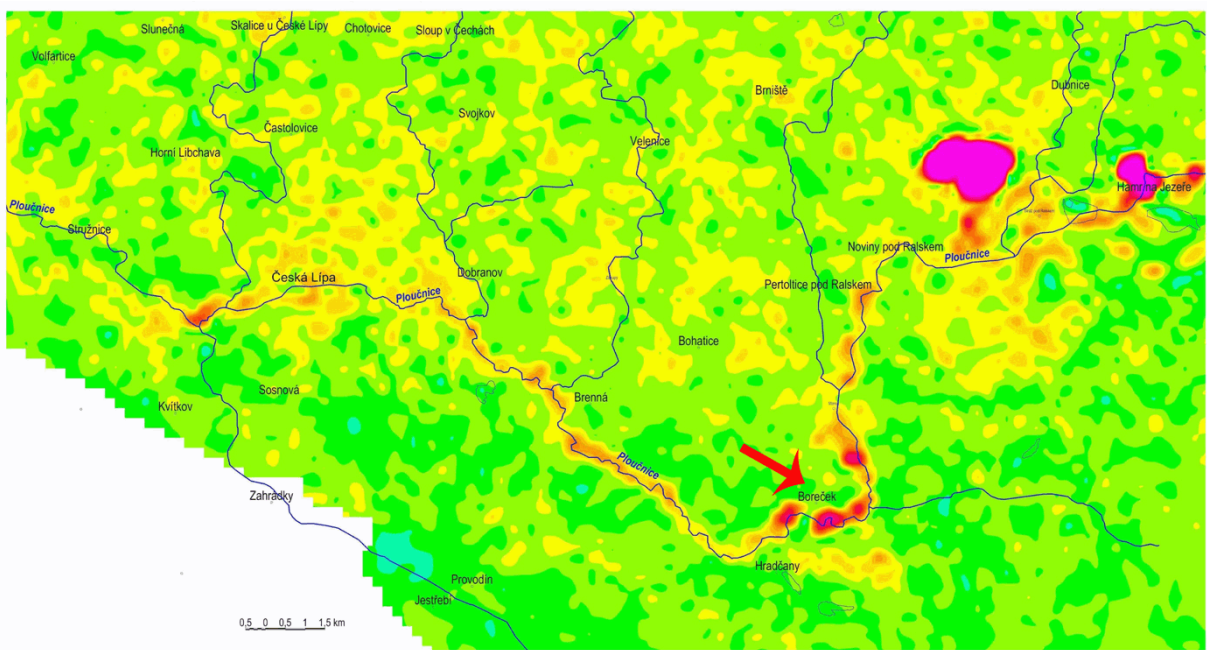 Slunečná
Skalice u České Lípy
Chotovice
Sloup v Čechách
Volfartice
Brniště
Dubnice
Svojkov
Častolovice
Velenice
Horní Libchava
Hamr na Jezeře
Ploučnice
Stružnice
Noviny pod Ralskem
Ploučnice
Česká Lípa
Dobranov
Pertoltice pod Ralskem
Ploučnice
Bohatice
Sosnová
Brenná
Kvítkov
Ploučnice
Zahrádky
Boreček
Hradčany
Provodín
Jestřebí
0,5 0 0,5 1 1,5 km